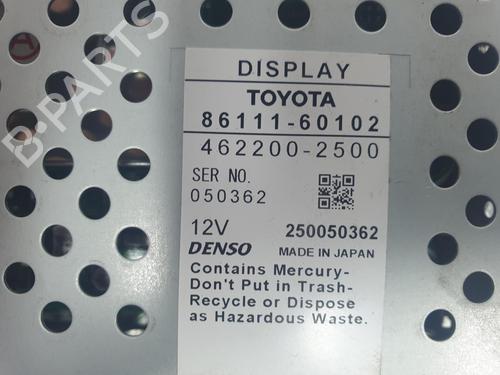 B-PARTS
DISPLAY
TOYOTA
86111-60102
462200-2500
SER NO.
050362
12V
250050362
DENSO
MADE IN JAPAN
Contains Mercury-
Don't Put in Trash-
Recycle or Dispose
as Hazardous Waste.